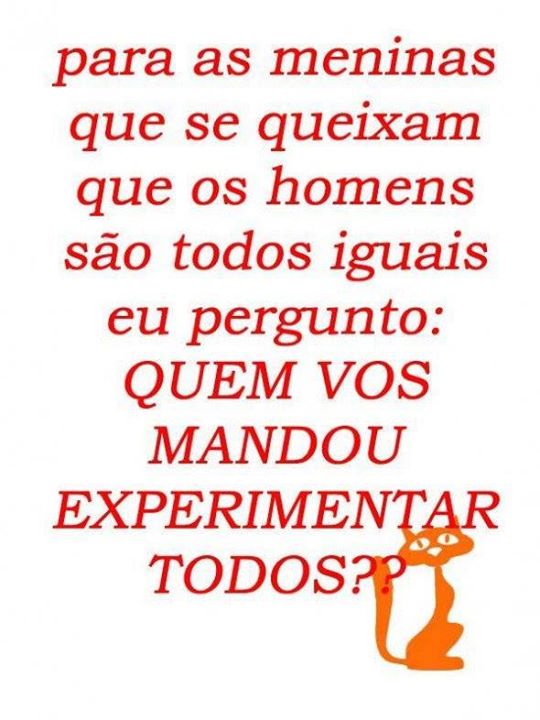 para as meninas
que se queixam
que os homens
são todos iguais
eu pergunto:
QUEM VOS
MANDOU
EXPERIMENTAR
TODOS??